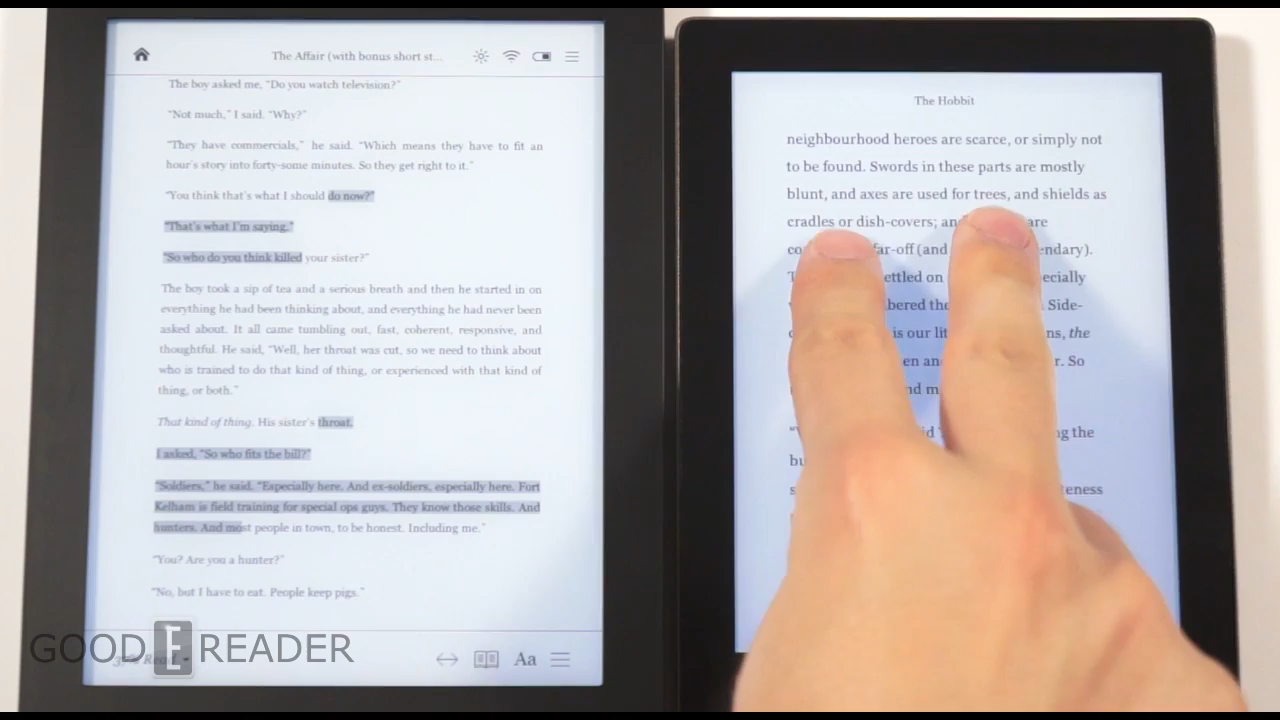 The Affair (with bonus short st...
The boy asked me, “Do you watch television?”
“Not much,” I said. “Why?”
“They have commercials,” he said. “Which means they have to fit an
hour's story into forty-some minutes. So they get right to it.”
“You think that's what I should do now?”
“That's what I'm saying.”
“So who do you think killed your sister?”
The boy took a sip of tea and a serious breath and then he started in on
everything he had been thinking about, and everything he had never been
asked about. It all came tumbling out, fast, coherent, responsive, and
thoughtful. He said, “Well, her throat was cut, so we need to think about
who is trained to do that kind of thing, or experienced with that kind of
thing, or both.”
That kind of thing. His sister's throat.
I asked, “So who fits the bill?”
“Soldiers,” he said. “Especially here. And ex-soldiers, especially here. Fort
Kelham is field training for special ops guys. They know those skills. And
hunters. And most people in town, to be honest. Including me.”
“You? Are you a hunter?”
“No, but I have to eat. People keep pigs.”
Read
Aa
GOOD E READER
The Hobbit
neighbourhood heroes are scarce, or simply not
to be found. Swords in these parts are mostly
blunt, and axes are used for trees, and shields as
cradles or dish-covers; an are
far-off (and
on
is our the
en an r. So
the